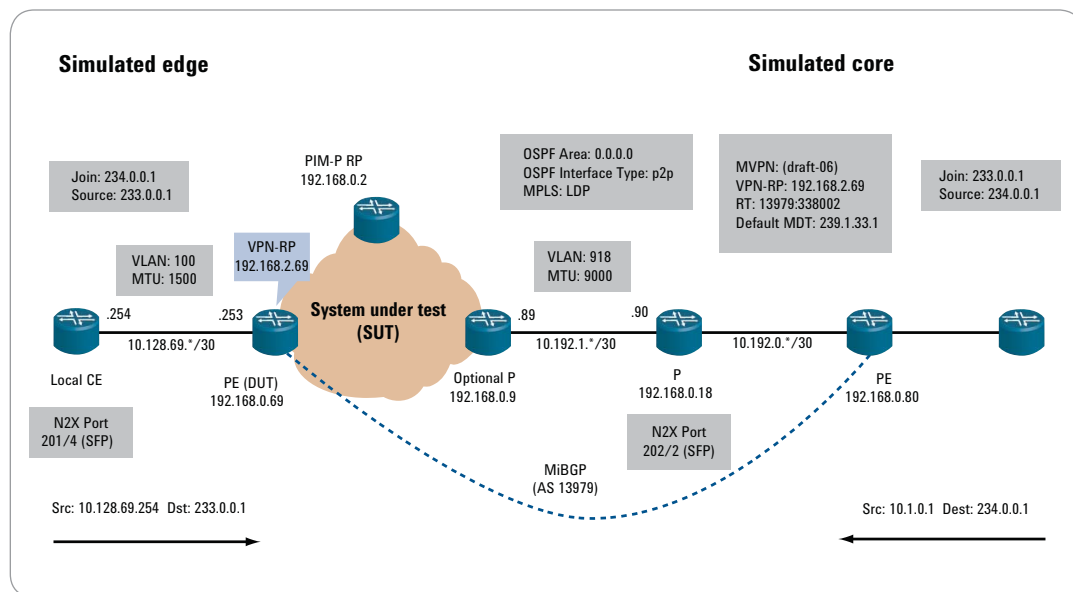 Simulated edge
Simulated core
Join: 234.0.0.1
Source: 233.0.0.1
PIM-P RP
192.168.0.2
OSPF Area: 0.0.0.0
OSPF Interface Type: p2p
MPLS: LDP
MVPN: (draft-06)
VPN-RP: 192.168.2.69
RT: 13979:338002
Default MDT: 239.1.33.1
Join: 233.0.0.1
Source: 234.0.0.1
VLAN: 100
MTU: 1500
VPN-RP
192.168.2.69
VLAN: 918
MTU: 9000
System under test
(SUT)
.254
.253
.89
.90
10.128.69.*/30
10.192.1.*/30
10.192.0.*/30
Local CE
PE (DUT)
192.168.0.69
Optional P
192.168.0.9
P
192.168.0.18
PE
192.168.0.80
N2X Port
201/4 (SFP)
N2X Port
202/2 (SFP)
MiBGP
(AS 13979)
Src: 10.128.69.254 Dst: 233.0.0.1
Src: 10.1.0.1 Dest: 234.0.0.1